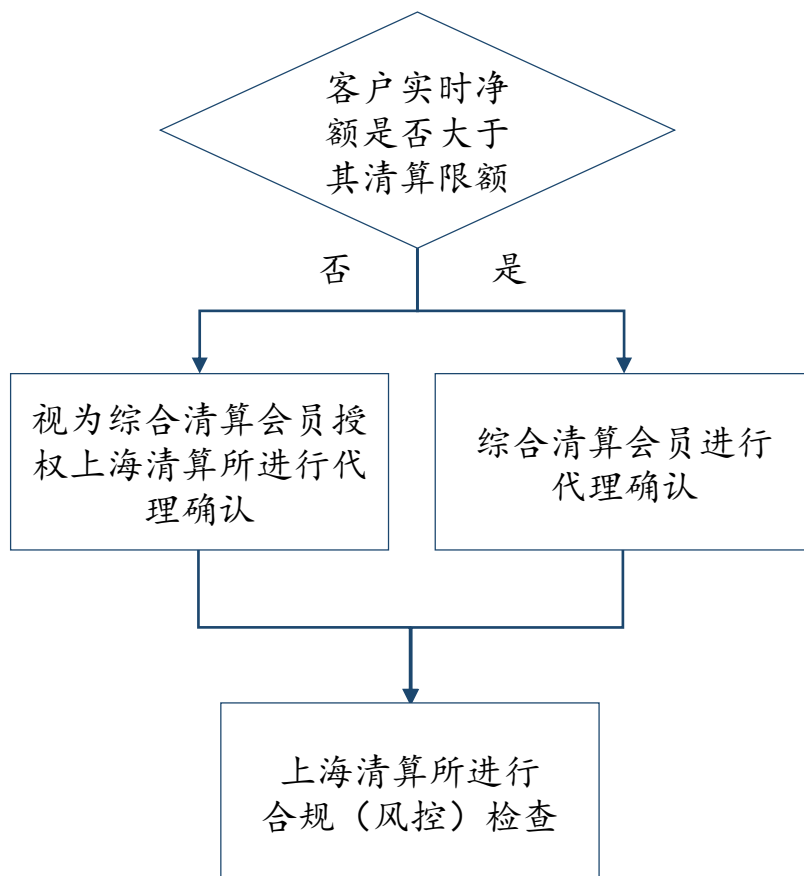 客户实时净
额是否大于
其清算限额
否
是
视为综合清算会员授
权上海清算所进行代
理确认
综合清算会员进行
代理确认
上海清算所进行
合规（风控）检查